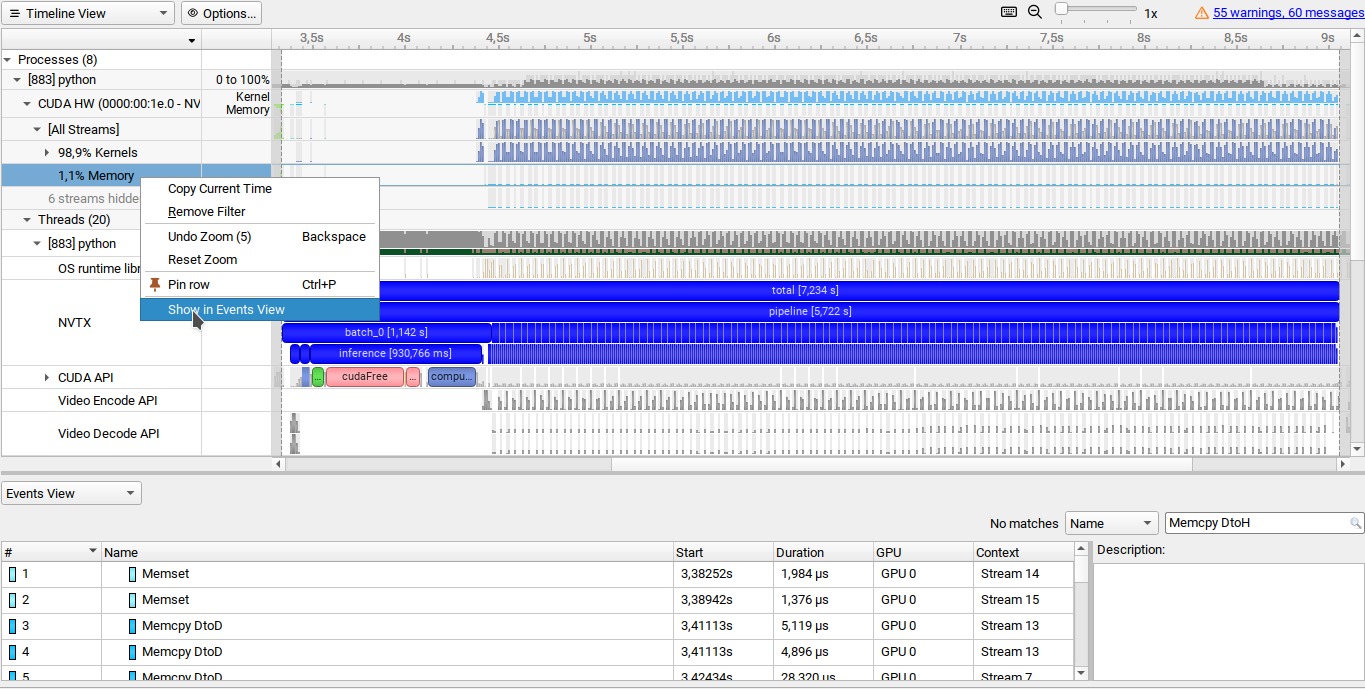 Timeline View
Options...
1x
55 warnings, 60 messages
3,5s 4s 4,5s 5s 5,5s 6s 6,5s 7s 7,5s 8s 8,5s 9s
Processes (8)
[883] python
0 to 100%
CUDA HW (0000:00:1e.0 - NV
Kernel
Memory
[All Streams]
98,9% Kernels
1,1% Memory
6 streams hidde
Threads (20)
[883] python
OS runtime libr
NVTX
CUDA API
Video Encode API
Video Decode API
Copy Current Time
Remove Filter
Undo Zoom (5) Backspace
Reset Zoom
Pin row Ctrl+P
Show in Events View
total [7,234 s]
pipeline [5,722 s]
batch_0 [1,142 s]
inference [930,766 ms]
... cudaFree ... compu...
Events View
No matches
Name
Memcpy DtoH
# Name Start Duration GPU Context
Description:
1 Memset 3,38252s 1,984 μs GPU 0 Stream 14
2 Memset 3,38942s 1,376 μs GPU 0 Stream 15
3 Memcpy DtoD 3,41113s 5,119 μs GPU 0 Stream 13
4 Memcpy DtoD 3,41113s 4,896 μs GPU 0 Stream 13
5 Memcpy DtoD 3,42434s 28,320 μs GPU 0 Stream 7